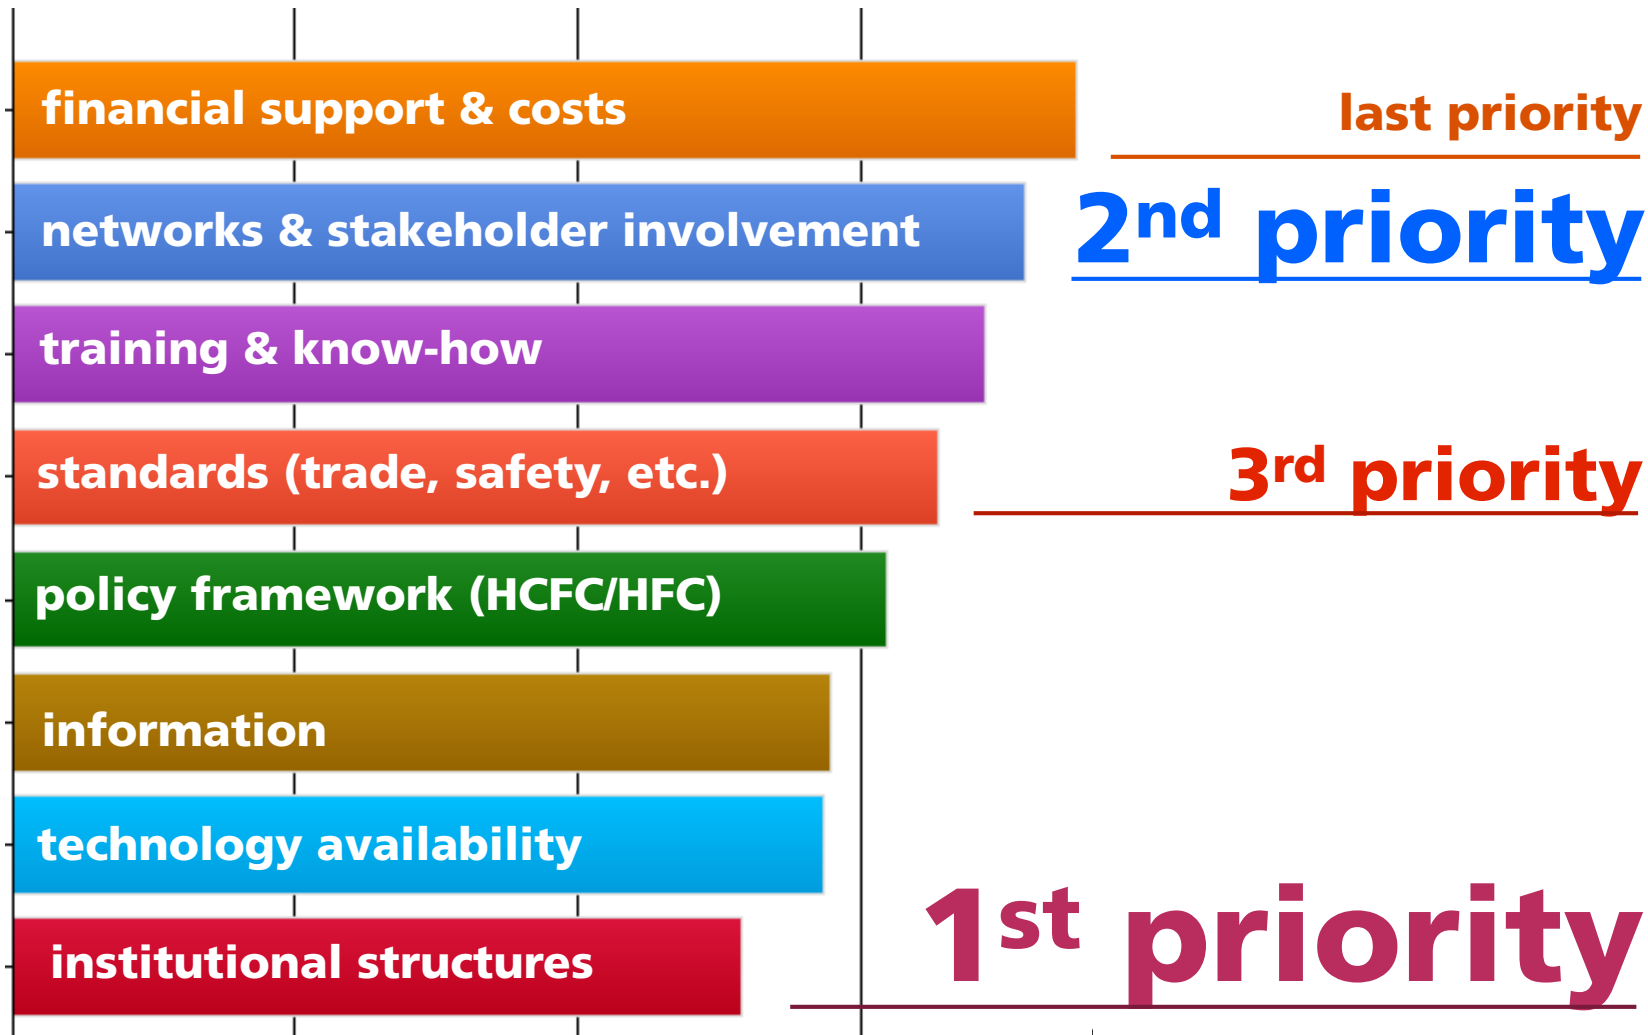 financial support & costs
last priority
networks & stakeholder involvement
2nd priority
training & know-how
standards (trade, safety, etc.)
3rd priority
policy framework (HCFC/HFC)
information
technology availability
institutional structures
1st priority